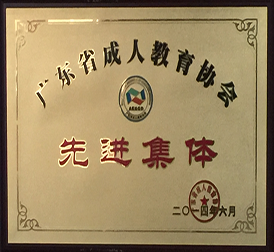 广东省成人教育协会
先进集体
二〇一四年六月